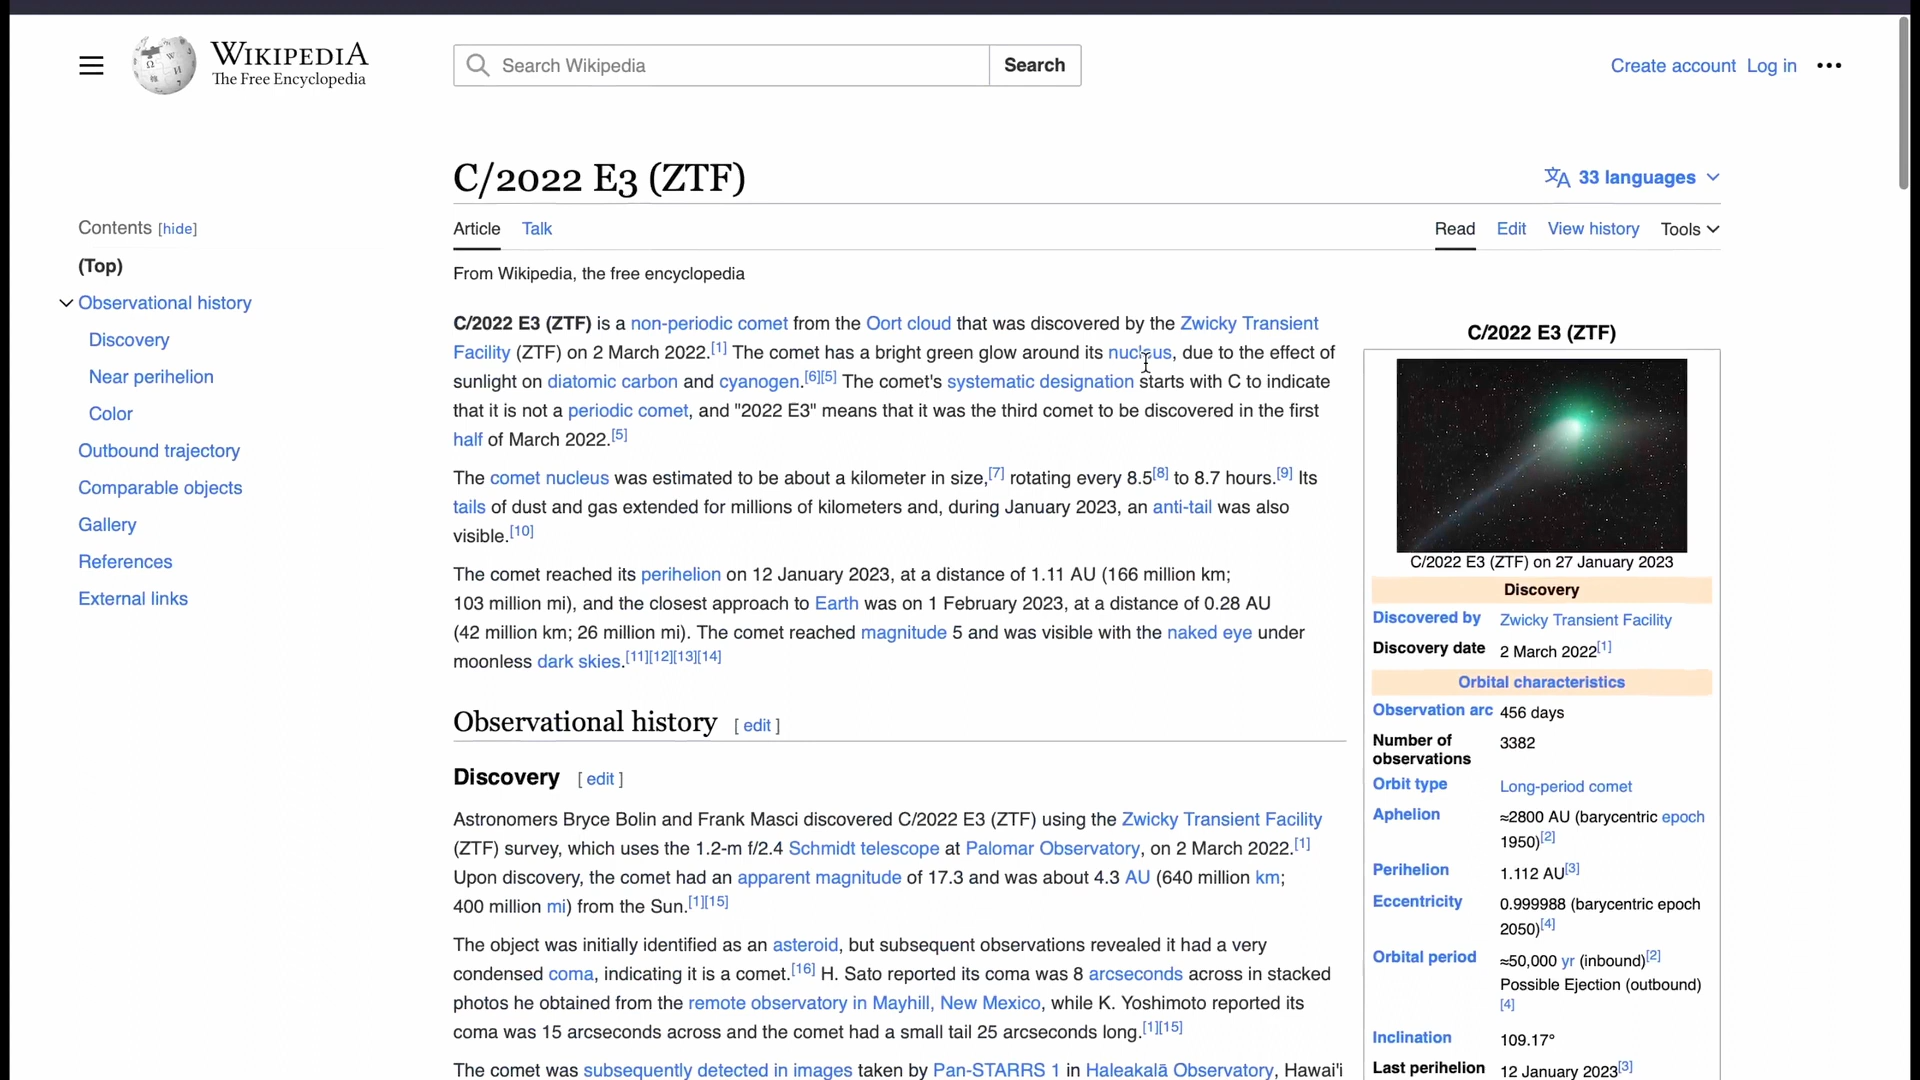 WIKIPEDIA
The Free Encyclopedia
Search Wikipedia
Search
Create account Log in
Contents [hide]
(Top)
Observational history
Discovery
Near perihelion
Color
Outbound trajectory
Comparable objects
Gallery
References
External links
C/2022 E3 (ZTF)
33 languages
Article Talk
Read Edit View history Tools
From Wikipedia, the free encyclopedia
C/2022 E3 (ZTF) is a non-periodic comet from the Oort cloud that was discovered by the Zwicky Transient
Facility (ZTF) on 2 March 2022.[1] The comet has a bright green glow around its nucleus, due to the effect of
sunlight on diatomic carbon and cyanogen.[6][5] The comet's systematic designation starts with C to indicate
that it is not a periodic comet, and "2022 E3" means that it was the third comet to be discovered in the first
half of March 2022.[5]
The comet nucleus was estimated to be about a kilometer in size,[7] rotating every 8.5[8] to 8.7 hours.[9] Its
tails of dust and gas extended for millions of kilometers and, during January 2023, an anti-tail was also
visible.[10]
The comet reached its perihelion on 12 January 2023, at a distance of 1.11 AU (166 million km;
103 million mi), and the closest approach to Earth was on 1 February 2023, at a distance of 0.28 AU
(42 million km; 26 million mi). The comet reached magnitude 5 and was visible with the naked eye under
moonless dark skies.[11][12][13][14]
Observational history [ edit ]
Discovery [ edit ]
Astronomers Bryce Bolin and Frank Masci discovered C/2022 E3 (ZTF) using the Zwicky Transient Facility
(ZTF) survey, which uses the 1.2-m f/2.4 Schmidt telescope at Palomar Observatory, on 2 March 2022.[1]
Upon discovery, the comet had an apparent magnitude of 17.3 and was about 4.3 AU (640 million km;
400 million mi) from the Sun.[1][15]
The object was initially identified as an asteroid, but subsequent observations revealed it had a very
condensed coma, indicating it is a comet.[16] H. Sato reported its coma was 8 arcseconds across in stacked
photos he obtained from the remote observatory in Mayhill, New Mexico, while K. Yoshimoto reported its
coma was 15 arcseconds across and the comet had a small tail 25 arcseconds long.[1][15]
The comet was subsequently detected in images taken by Pan-STARRS 1 in Haleakalā Observatory, Hawai'i
C/2022 E3 (ZTF)
C/2022 E3 (ZTF) on 27 January 2023
Discovery
Discovered by Zwicky Transient Facility
Discovery date 2 March 2022[1]
Orbital characteristics
Observation arc 456 days
Number of
observations 3382
Orbit type Long-period comet
Aphelion ≈2800 AU (barycentric epoch
1950)[2]
Perihelion 1.112 AU[3]
Eccentricity 0.999988 (barycentric epoch
2050)[4]
Orbital period ≈50,000 yr (inbound)[2]
Possible Ejection (outbound)
[4]
Inclination 109.17°
Last perihelion 12 January 2023[3]